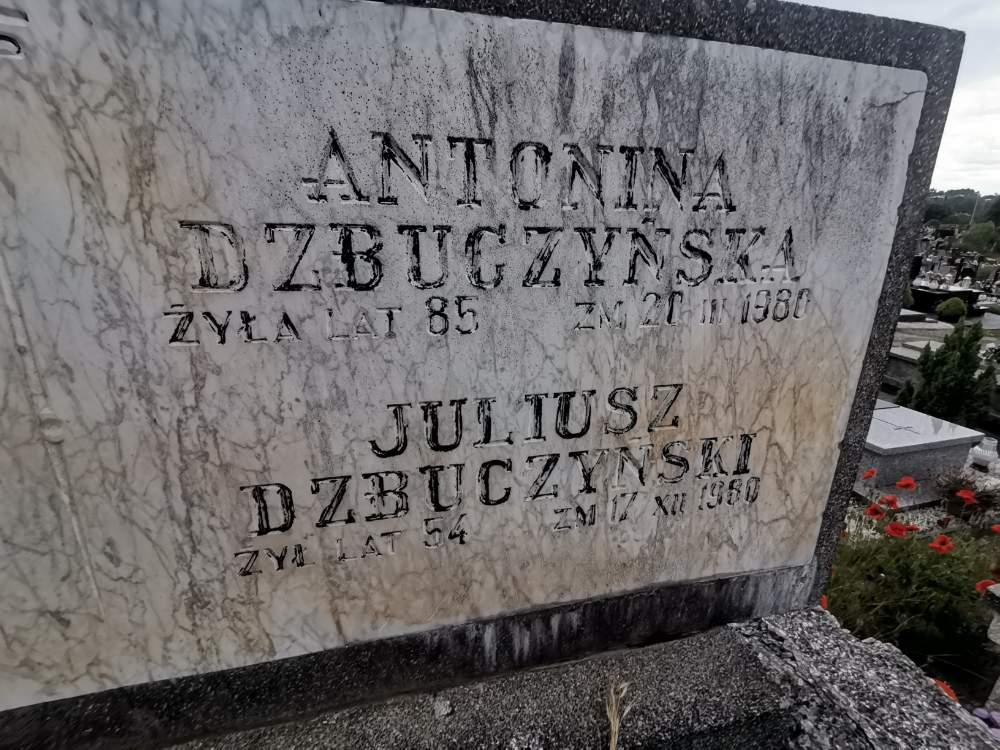 ANTONINA
DZBUCZYŃSKA
ŻYŁA LAT 85 ZM 20 III 1980
JULIUSZ
DZBUCZYŃSKI
ŻYŁ LAT 54 ZM 17 XII 1980